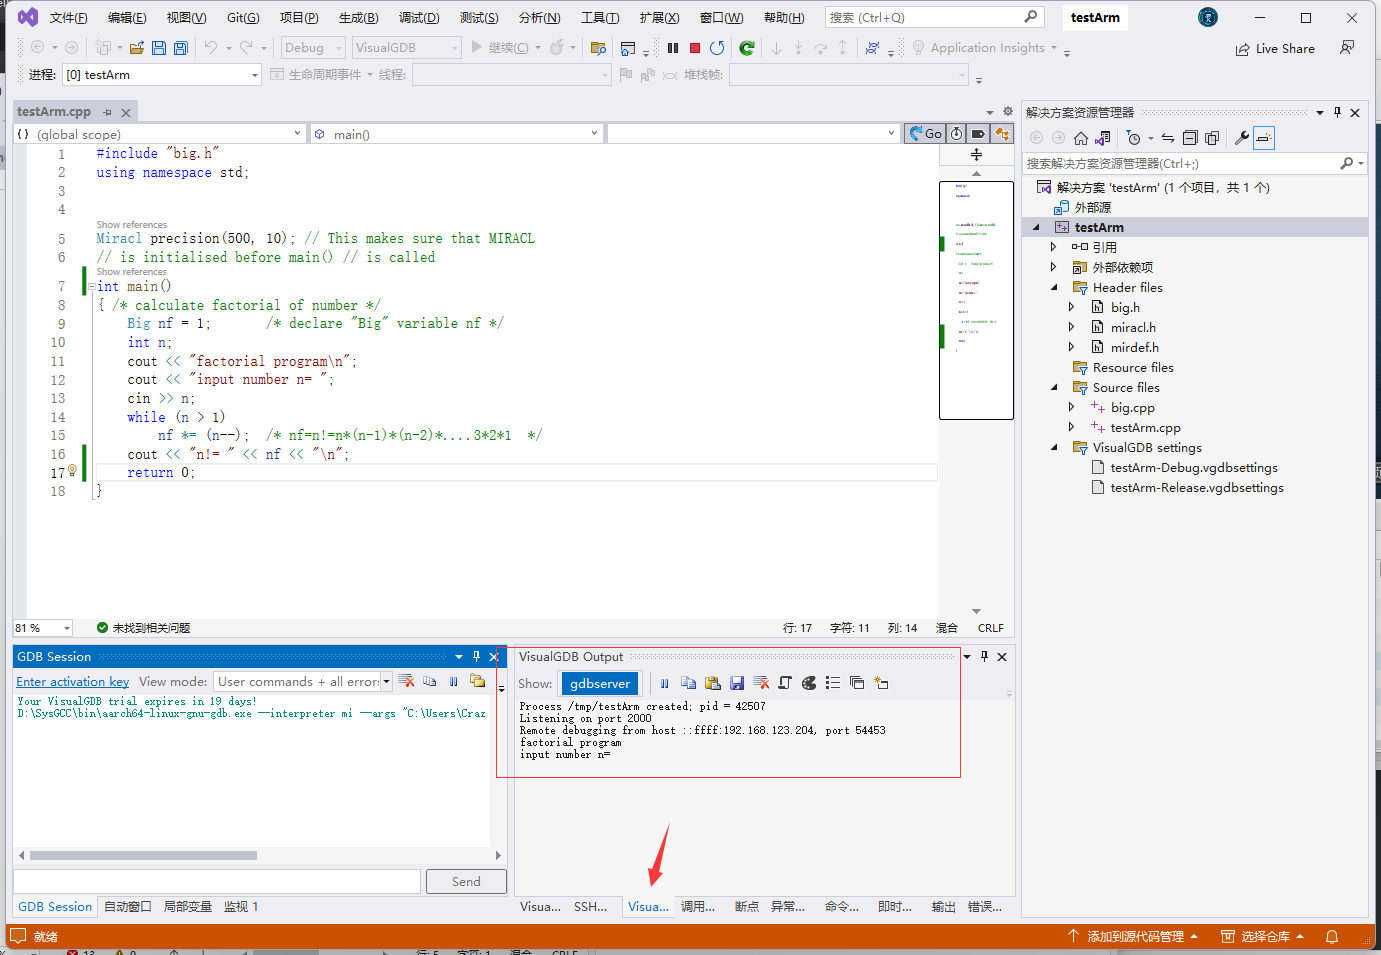 文件(F) 编辑(E) 视图(V) Git(G) 项目(P) 生成(B) 调试(D) 测试(S) 分析(N) 工具(T) 扩展(X) 窗口(W) 帮助(H) 搜索 (Ctrl+Q) testArm
Debug VisualGDB 继续(C) Application Insights Live Share
进程: [0] testArm 生命周期事件 线程: 堆栈帧:
testArm.cpp
{ } (global scope) main() Go
1 #include "big.h"
2 using namespace std;
3
4
Show references
5 Miracl precision(500, 10); // This makes sure that MIRACL
6 // is initialised before main() // is called
Show references
7 int main()
8 { /* calculate factorial of number */
9 Big nf = 1; /* declare "Big" variable nf */
10 int n;
11 cout << "factorial program\n";
12 cout << "input number n= ";
13 cin >> n;
14 while (n > 1)
15 nf *= (n--); /* nf=n!=n*(n-1)*(n-2)*....3*2*1 */
16 cout << "n!= " << nf << "\n";
17 return 0;
18 }
81 % 未找到相关问题 行: 17 字符: 11 列: 14 混合 CRLF
解决方案资源管理器
搜索解决方案资源管理器(Ctrl+;)
解决方案 'testArm' (1 个项目，共 1 个)
外部源
testArm
引用
外部依赖项
Header files
big.h
miracl.h
mirdef.h
Resource files
Source files
big.cpp
testArm.cpp
VisualGDB settings
testArm-Debug.vgdbsettings
testArm-Release.vgdbsettings
GDB Session
Enter activation key View mode: User commands + all errors
Your VisualGDB trial expires in 19 days!
D:\SysGCC\bin\aarch64-linux-gnu-gdb.exe --interpreter mi --args "C:\Users\Craz
Send
GDB Session 自动窗口 局部变量 监视 1
VisualGDB Output
Show: gdbserver
Process /tmp/testArm created; pid = 42507
Listening on port 2000
Remote debugging from host ::ffff:192.168.123.204, port 54453
factorial program
input number n=
Visua... SSH... Visua... 调用... 断点 异常... 命令... 即时... 输出 错误...
就绪 添加到源代码管理 选择仓库